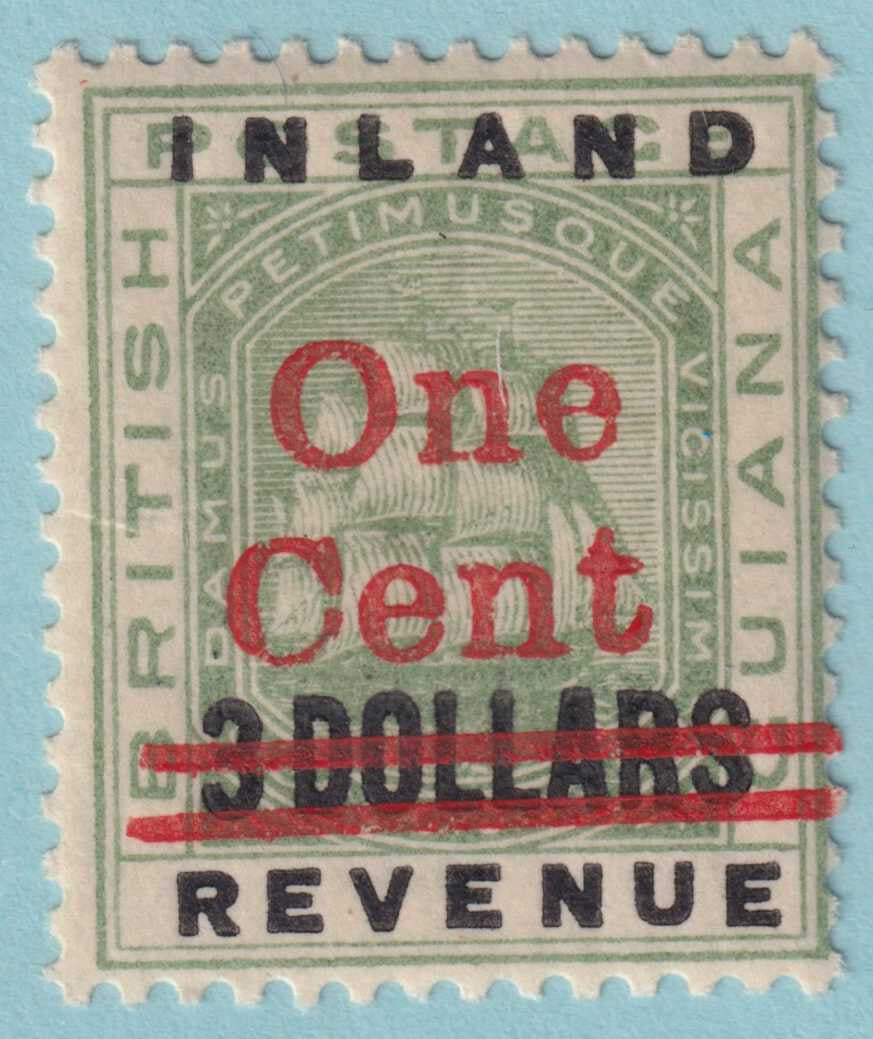 INLAND
POSTAGE
BRITISH
GUIANA
DAMUS PETIMUSQUE VICISSIM
One
Cent
3 DOLLARS
REVENUE